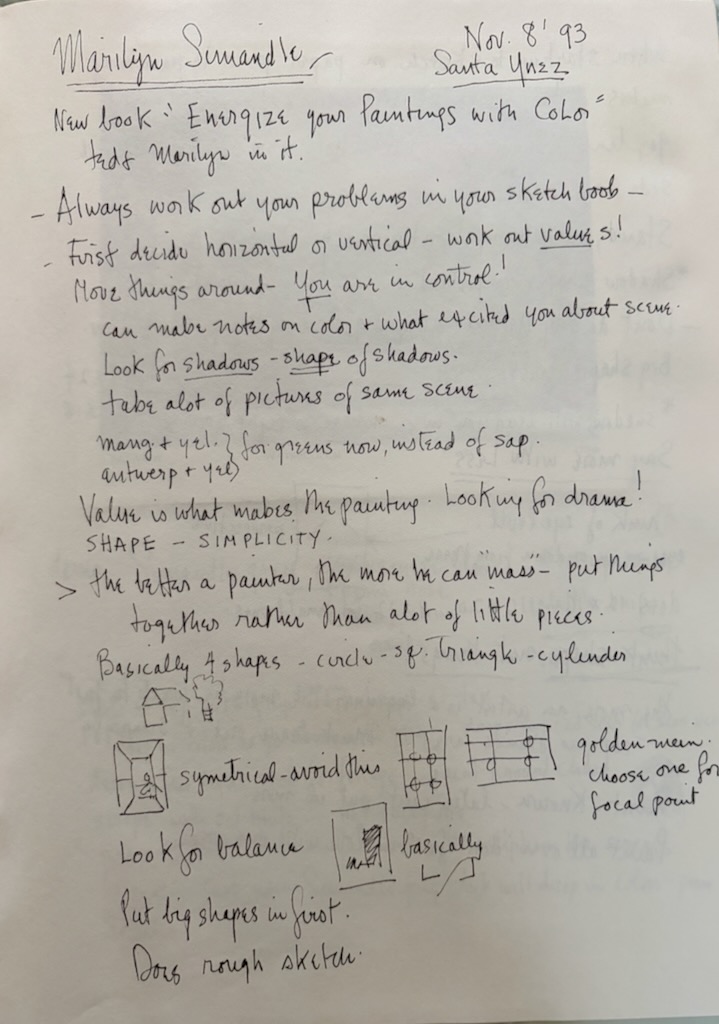 Marilyn Simandle
Nov. 8' 93
Santa Ynez
New book: "Energize your Paintings with Color"
Marilyn in it.
- Always work out your problems in your sketch book -
- First decide horizontal or vertical - work out values!
Move things around - You are in control!
can make notes on color + what excited you about scene.
Look for shadows - shape of shadows.
take alot of pictures of same scene.
mang. + yel. } for greens now, instead of sap.
antwerp + yel }
Value is what makes the painting. Looking for drama!
SHAPE - SIMPLICITY.
> the better a painter, the more he can "mass" - put things
together rather than alot of little pieces.
Basically 4 shapes - circle - sq. Triangle - cylinder
symetrical - avoid this
golden mean.
choose one for
focal point
Look for balance
basically
Put big shapes in first.
Does rough sketch.